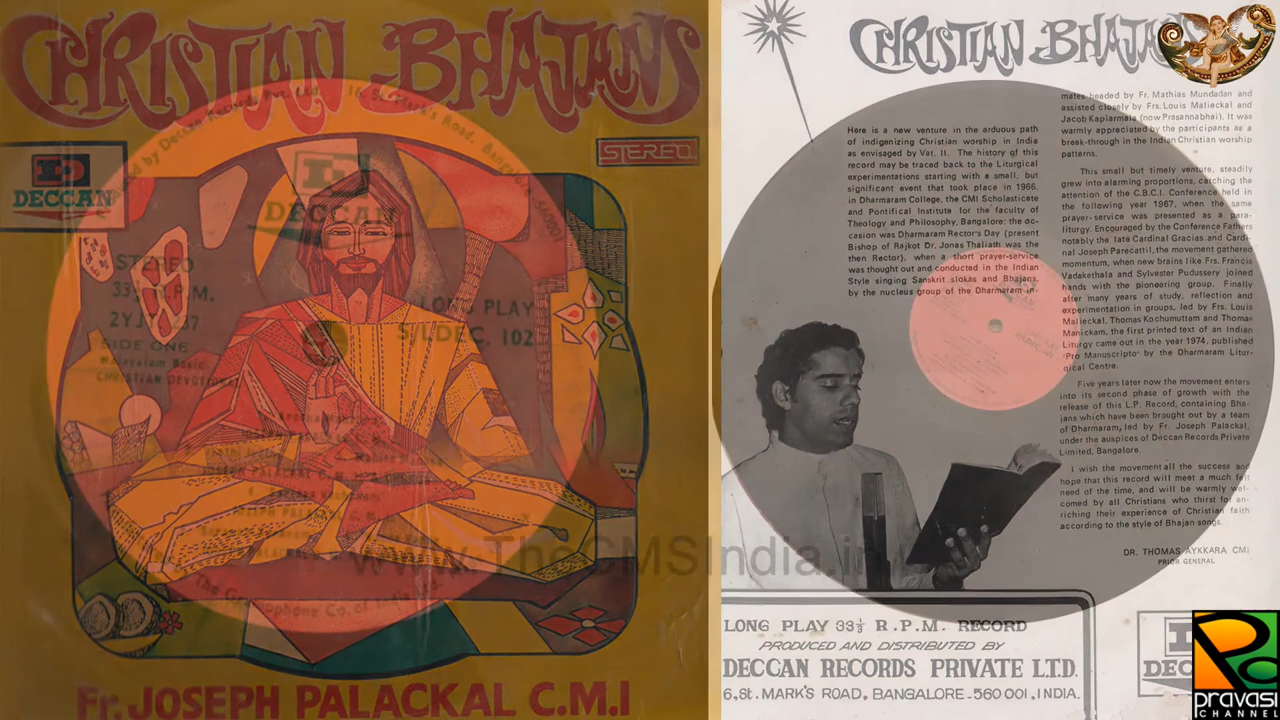 CHRISTIAN BHAJANS
STEREO
DECCAN
DECCAN
STEREO
LONG PLAY
S/LDEC. 102
SIDE ONE
Malayalam Basic
CHRISTIAN DEVOTIONAL
The Gramophone Co. of India
www.TheCMSIndia.in
Fr. JOSEPH PALACKAL C.M.I
CHRISTIAN BHAJANS
Here is a new venture in the arduous path
of indigenizing Christian worship in India
as envisaged by Vat. II. The history of this
record may be traced back to the Liturgical
experimentations starting with a small, but
significant event that took place in 1966,
in Dharmaram College, the CMI Scholasticate
and Pontifical Institute for the faculty of
Theology and Philosophy, Bangalore: the oc-
casion was Dharmaram Rector's Day (present
Bishop of Rajkot Dr. Jonas Thaliath was the
then Rector), when a short prayer-service
was thought out and conducted in the Indian
Style singing Sanskrit slokas and Bhajans,
by the nucleus group of the Dharmaram in-
mates headed by Fr. Mathias Mundadan and
assisted closely by Frs. Louis Malieckal and
Jacob Kapiarmala (now Prasannabhai). It was
warmly appreciated by the participants as a
break-through in the Indian Christian worship
patterns.
This small but timely venture, steadily
grew into alarming proportions, catching the
attention of the C.B.C.I. Conference held in
the following year 1967, when the same
prayer-service was presented as a para-
liturgy. Encouraged by the Conference Fathers
notably the late Cardinal Gracias and Cardi-
nal Joseph Parecattil, the movement gathered
momentum, when new brains like Frs. Francis
Vadakethala and Sylvester Pudussery joined
hands with the pioneering group. Finally
after many years of study, reflection and
experimentation in groups, led by Frs. Louis
Malieckal, Thomas Kochumuttam and Thomas
Manickam, the first printed text of an Indian
Liturgy came out in the year 1974, published
'Pro Manuscripto' by the Dharmaram Litur-
gical Centre.
Five years later now the movement enters
into its second phase of growth with the
release of this L.P. Record, containing Bha-
jans which have been brought out by a team
of Dharmaram, led by Fr. Joseph Palackal,
under the auspices of Deccan Records Private
Limited, Bangalore.
I wish the movement all the success and
hope that this record will meet a much felt
need of the time, and will be warmly wel-
comed by all Christians who thirst for en-
riching their experience of Christian faith
according to the style of Bhajan songs.
DR. THOMAS AYKKARA CMI
PRIOR GENERAL
LONG PLAY 33⅓ R.P.M. RECORD
PRODUCED AND DISTRIBUTED BY
DECCAN RECORDS PRIVATE LTD.
6, St. MARK'S ROAD, BANGALORE-560 001, INDIA.
pravasi
CHANNEL